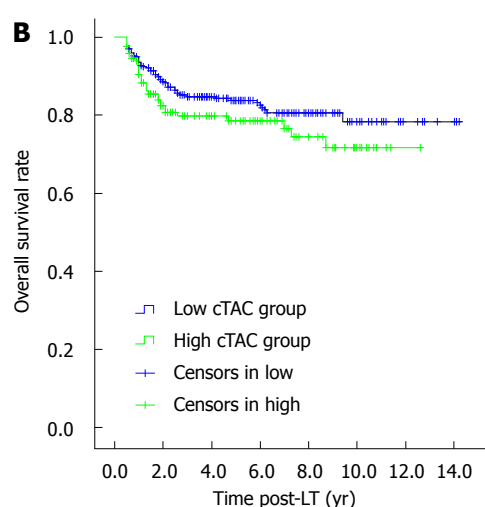 B
Overall survival rate
1.0
0.8
0.6
0.4
0.2
0.0
Low cTAC group
High cTAC group
Censors in low
Censors in high
0.0 2.0 4.0 6.0 8.0 10.0 12.0 14.0
Time post-LT (yr)